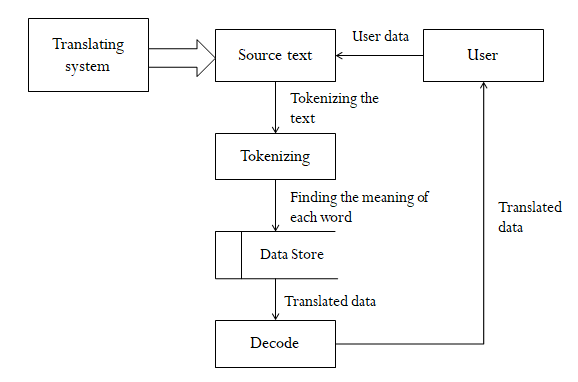 Translating
system
Source text
User data
User
Tokenizing the
text
Tokenizing
Finding the meaning of
each word
Translated
data
Data Store
Translated data
Decode